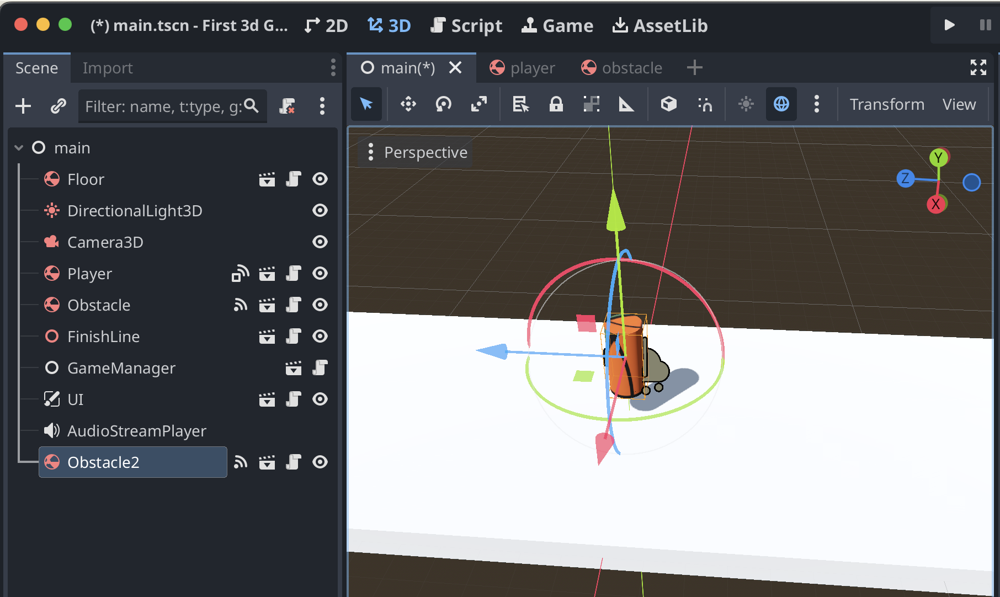 (*) main.tscn - First 3d G... 2D 3D Script Game AssetLib
Scene Import
main(*) player obstacle
Filter: name, t:type, g:
Transform View
Perspective
Y
Z
X
main
Floor
DirectionalLight3D
Camera3D
Player
Obstacle
FinishLine
GameManager
UI
AudioStreamPlayer
Obstacle2